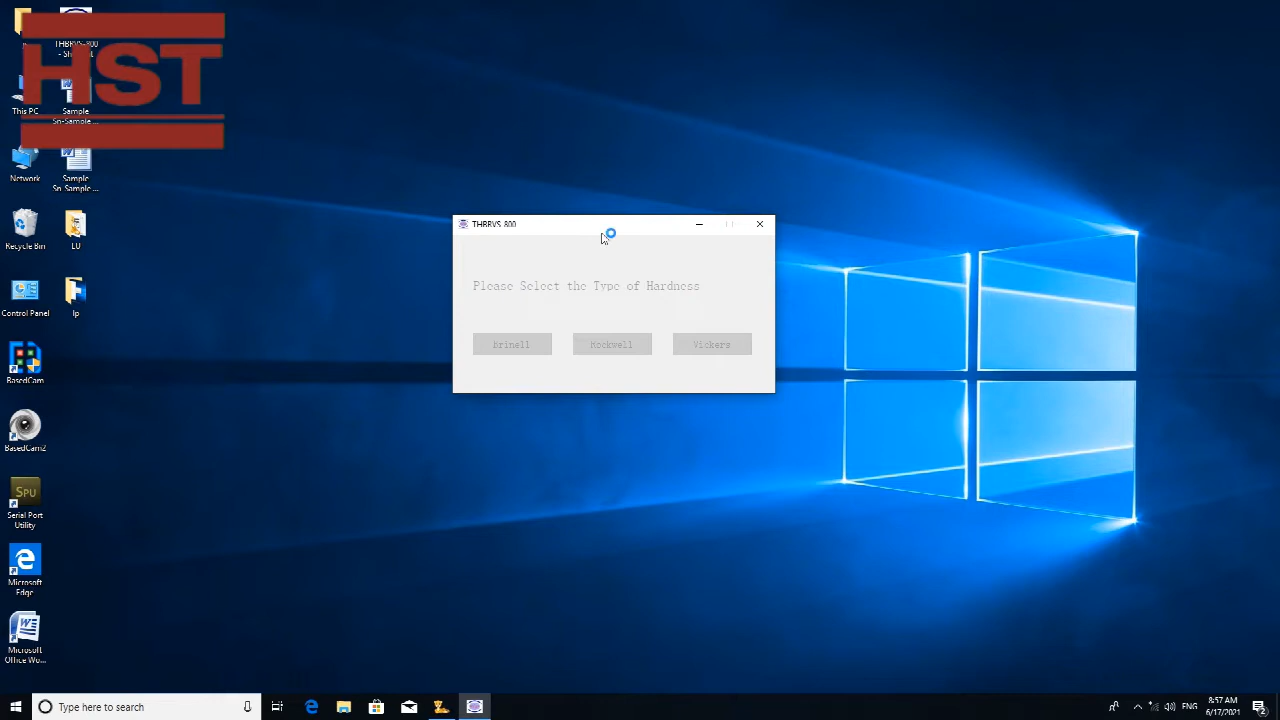 HST
THBRVS-800
This PC
Sample
Sn-Sample ...
Network
Sample
Sn-Sample ...
Recycle Bin
LU
Control Panel
Ip
BasedCam
BasedCam2
SPU
Serial Port
Utility
Microsoft
Edge
Microsoft
Office Wo...
THBRVS-800
Please Select the Type of Hardness
Brinell
Rockwell
Vickers
Type here to search
ENG
8:57 AM
6/17/2021
2